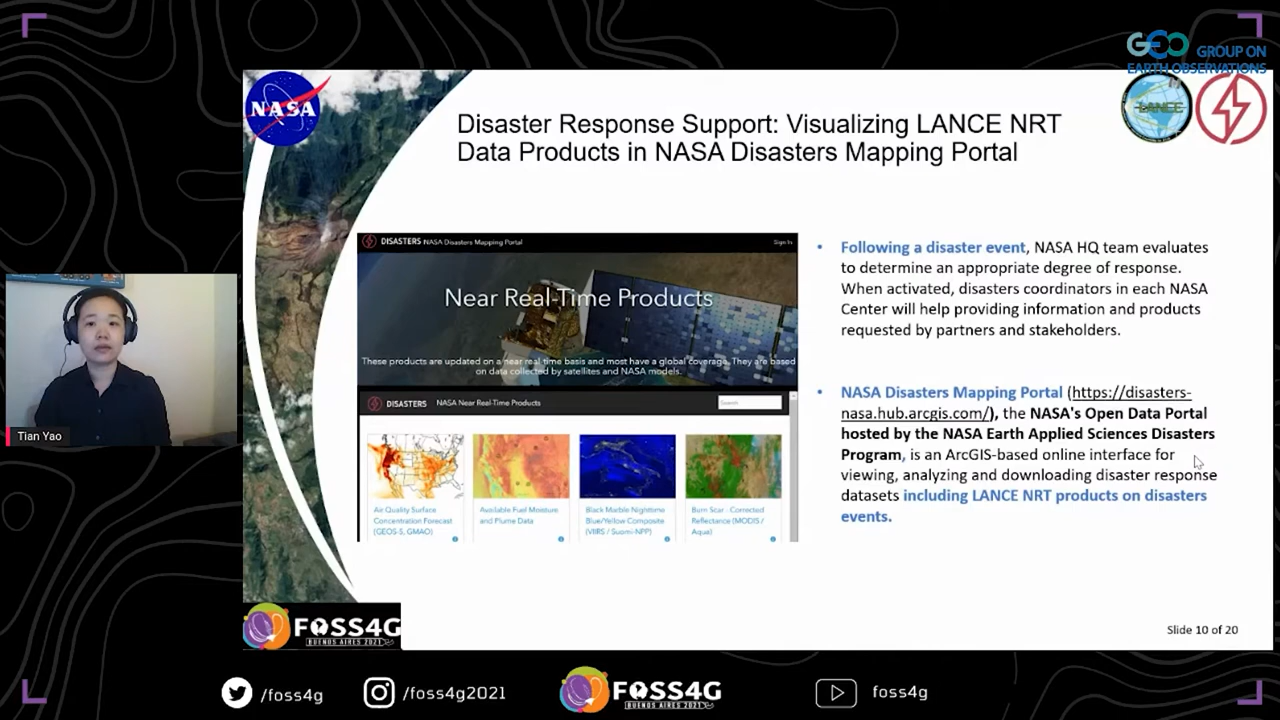 GEO GROUP ON
EARTH OBSERVATIONS
NASA
LANCE
Disaster Response Support: Visualizing LANCE NRT
Data Products in NASA Disasters Mapping Portal
DISASTERS NASA Disasters Mapping Portal
Sign In
Near Real-Time Products
These products are updated on a near real-time basis and most have a global coverage. They are based
on data collected by satellites and NASA models.
DISASTERS NASA Near Real-Time Products
Search
Air Quality Surface
Concentration Forecast
(GEOS-5, GMAO)
Available Fuel Moisture
and Plume Data
Black Marble Nighttime
Blue/Yellow Composite
(VIIRS / Suomi-NPP)
Burn Scar - Corrected
Reflectance (MODIS /
Aqua)
• Following a disaster event, NASA HQ team evaluates
to determine an appropriate degree of response.
When activated, disasters coordinators in each NASA
Center will help providing information and products
requested by partners and stakeholders.
• NASA Disasters Mapping Portal (https://disasters-
nasa.hub.arcgis.com/), the NASA's Open Data Portal
hosted by the NASA Earth Applied Sciences Disasters
Program, is an ArcGIS-based online interface for
viewing, analyzing and downloading disaster response
datasets including LANCE NRT products on disasters
events.
Tian Yao
FOSS4G
BUENOS AIRES 2021
Slide 10 of 20
/foss4g
/foss4g2021
FOSS4G
BUENOS AIRES 2021
foss4g